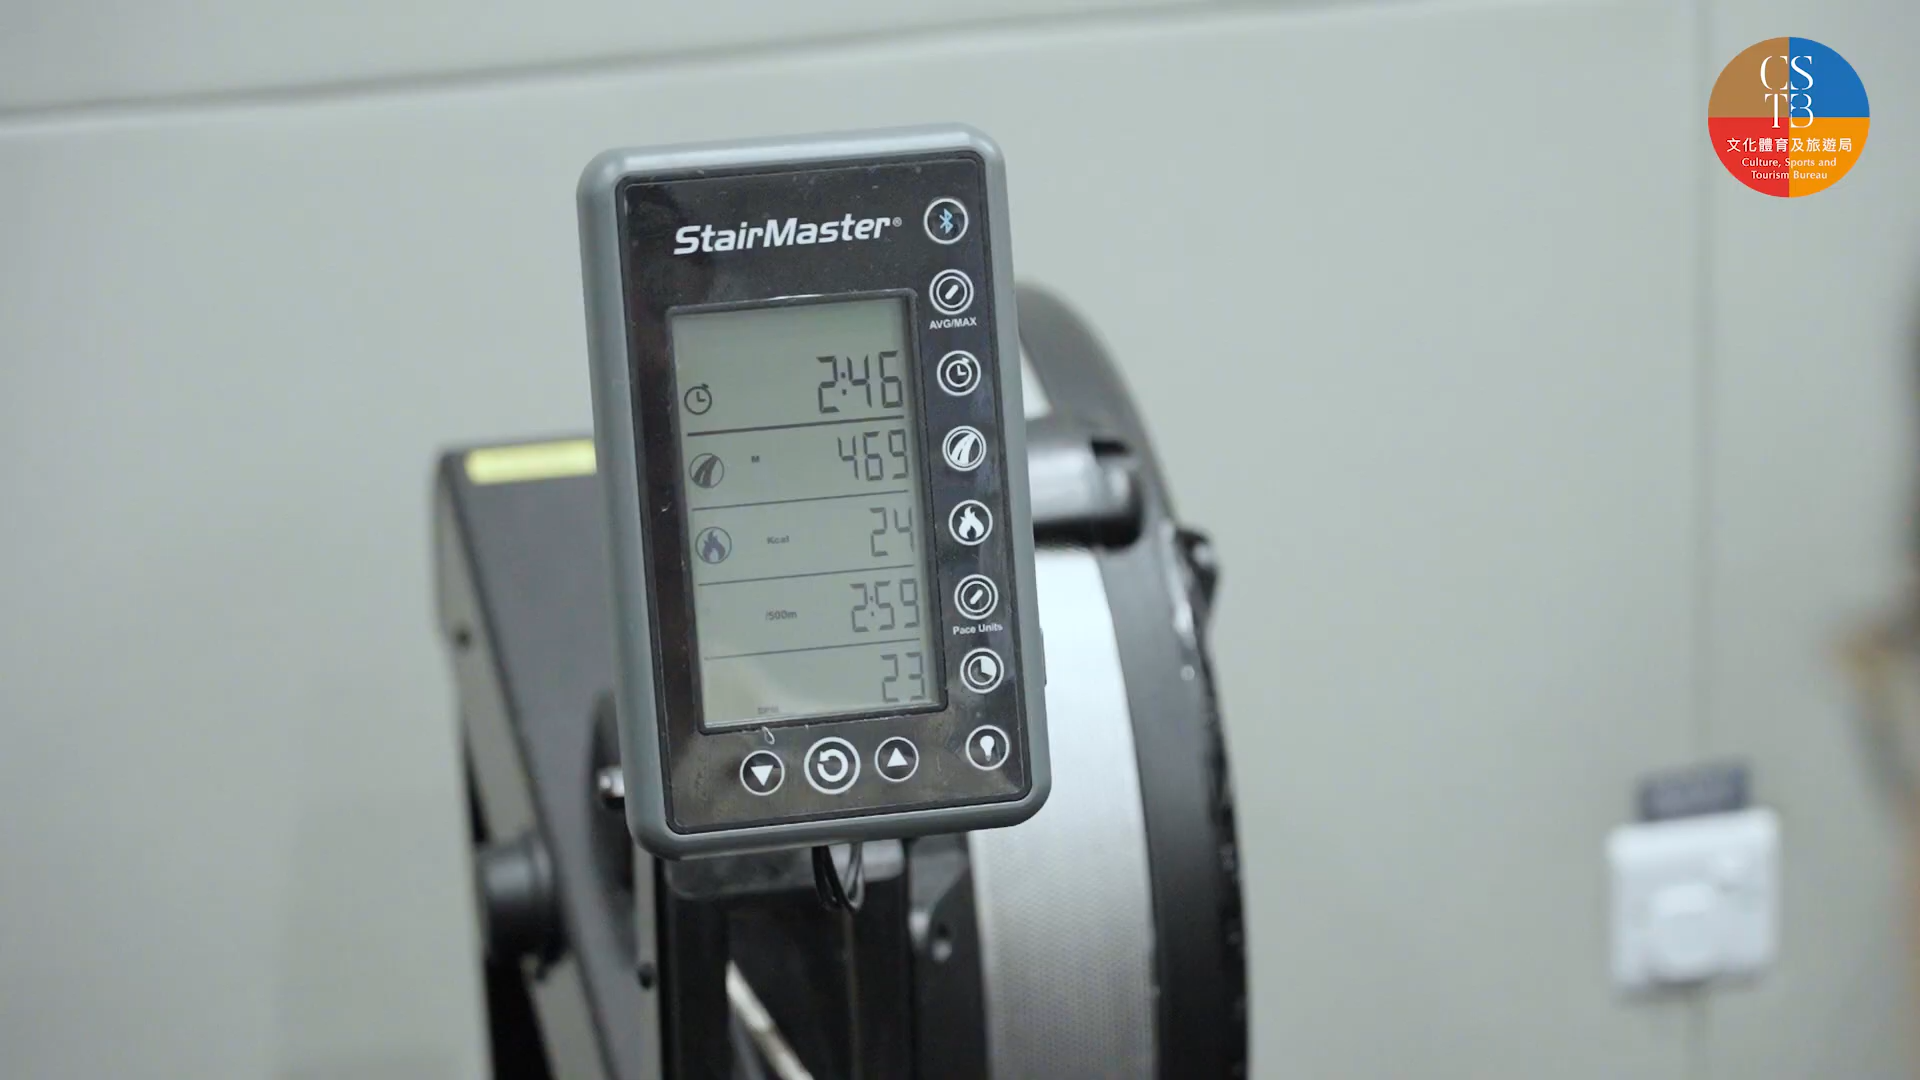 StairMaster®
AVG/MAX
2:46
M 469
Kcal 24
/500m 2:59
Pace Units
23
SPM
CS
TB
文化體育及旅遊局
Culture, Sports and
Tourism Bureau